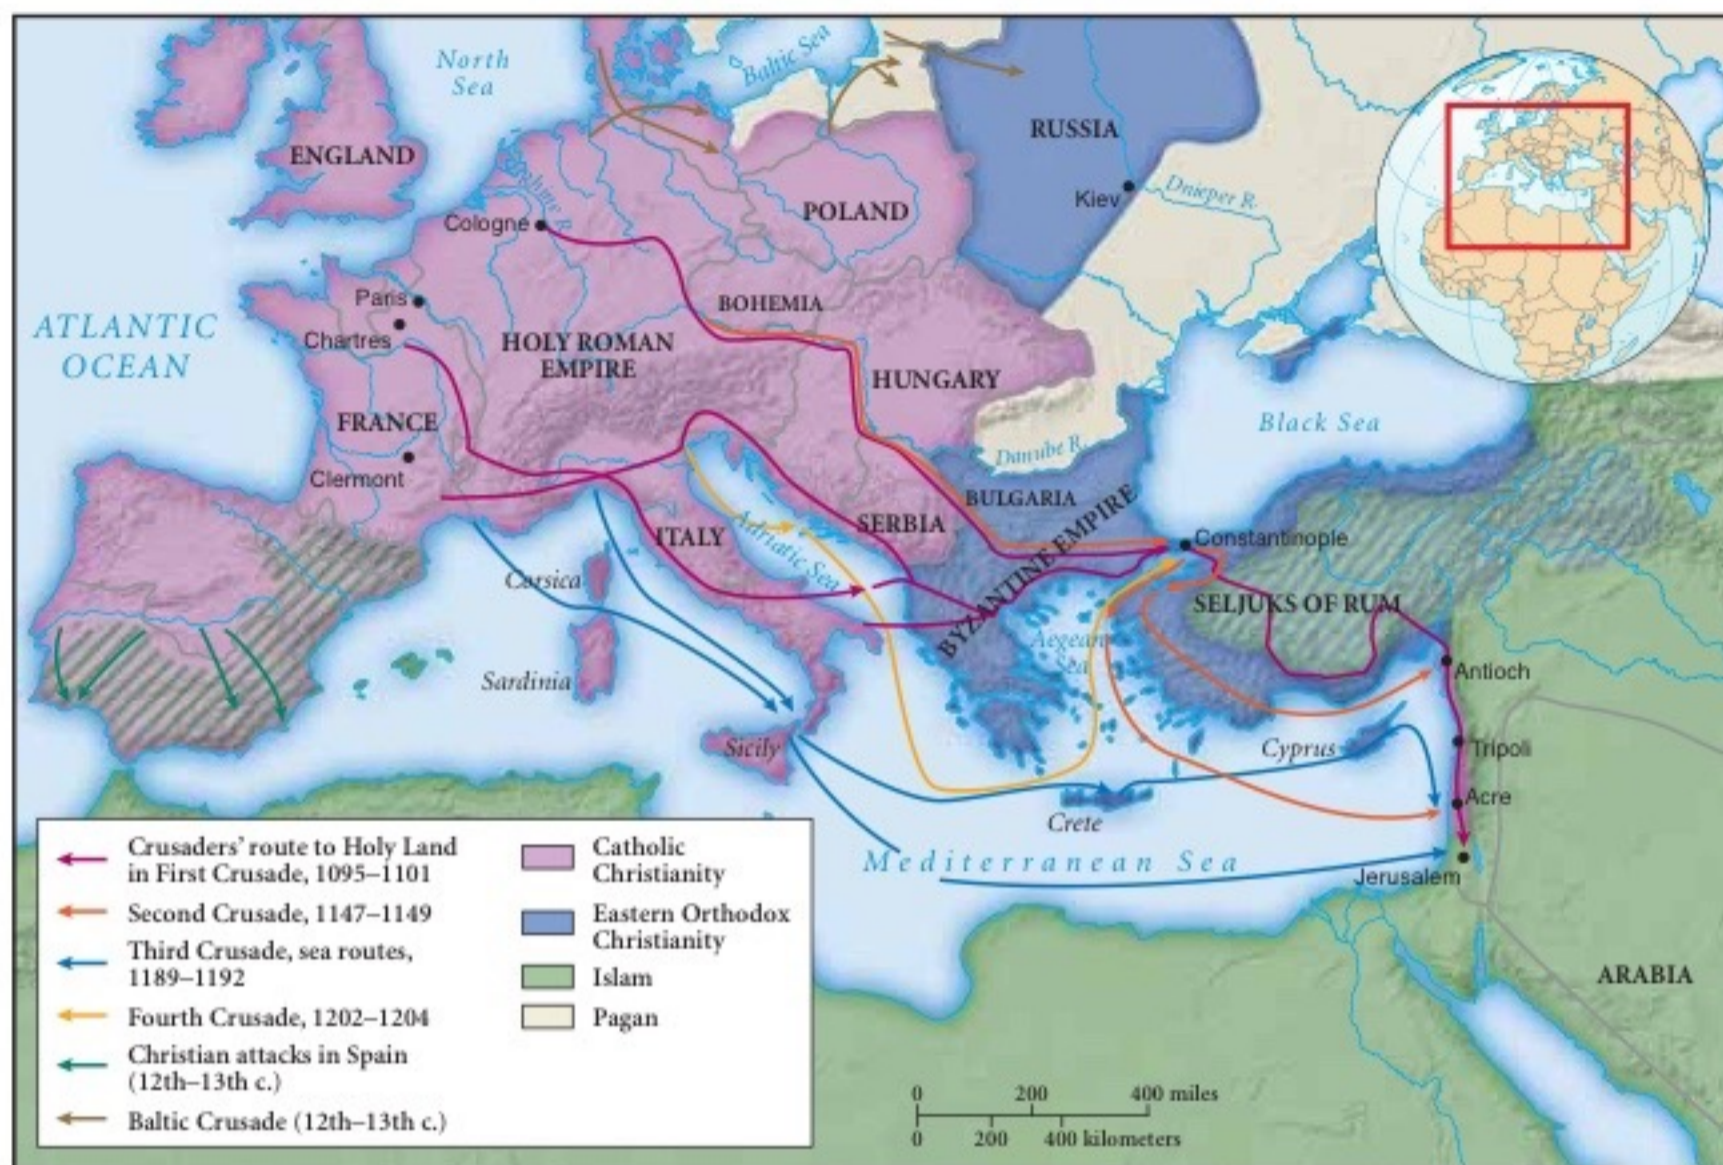 North
Sea
Baltic Sea
RUSSIA
ENGLAND
Rhine R.
Kiev
Dnieper R.
POLAND
Cologne
Paris
BOHEMIA
ATLANTIC
OCEAN
Chartres
HOLY ROMAN
EMPIRE
HUNGARY
FRANCE
Black Sea
Clermont
Danube R.
BULGARIA
ITALY
Adriatic Sea
SERBIA
BYZANTINE EMPIRE
Constantinople
Corsica
SELJUKS OF RUM
Aegean
Sea
Sardinia
Antioch
Sicily
Cyprus
Tripoli
Crete
Acre
Mediterranean Sea
Jerusalem
ARABIA
Crusaders' route to Holy Land
in First Crusade, 1095–1101
Second Crusade, 1147–1149
Third Crusade, sea routes,
1189–1192
Fourth Crusade, 1202–1204
Christian attacks in Spain
(12th–13th c.)
Baltic Crusade (12th–13th c.)
Catholic
Christianity
Eastern Orthodox
Christianity
Islam
Pagan
0 200 400 miles
0 200 400 kilometers